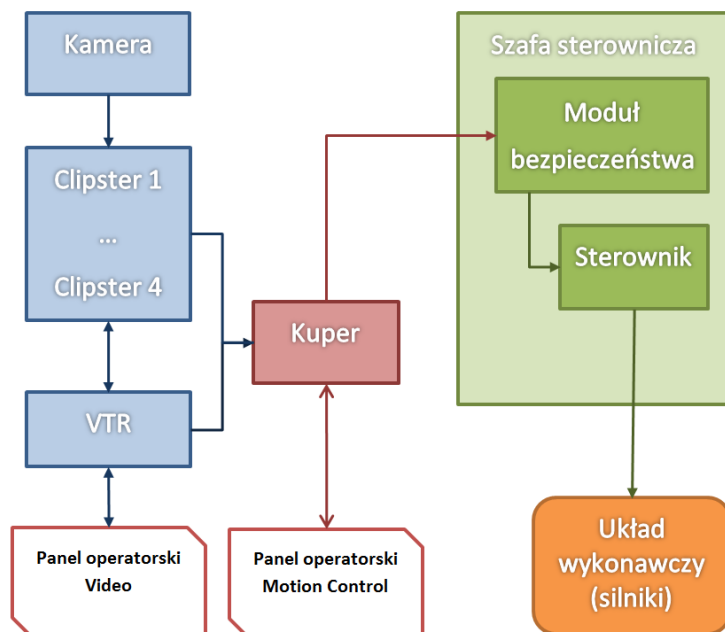 Kamera
Clipster 1
...
Clipster 4
VTR
Panel operatorski
Video
Kuper
Panel operatorski
Motion Control
Szafa sterownicza
Moduł
bezpieczeństwa
Sterownik
Układ
wykonawczy
(silniki)